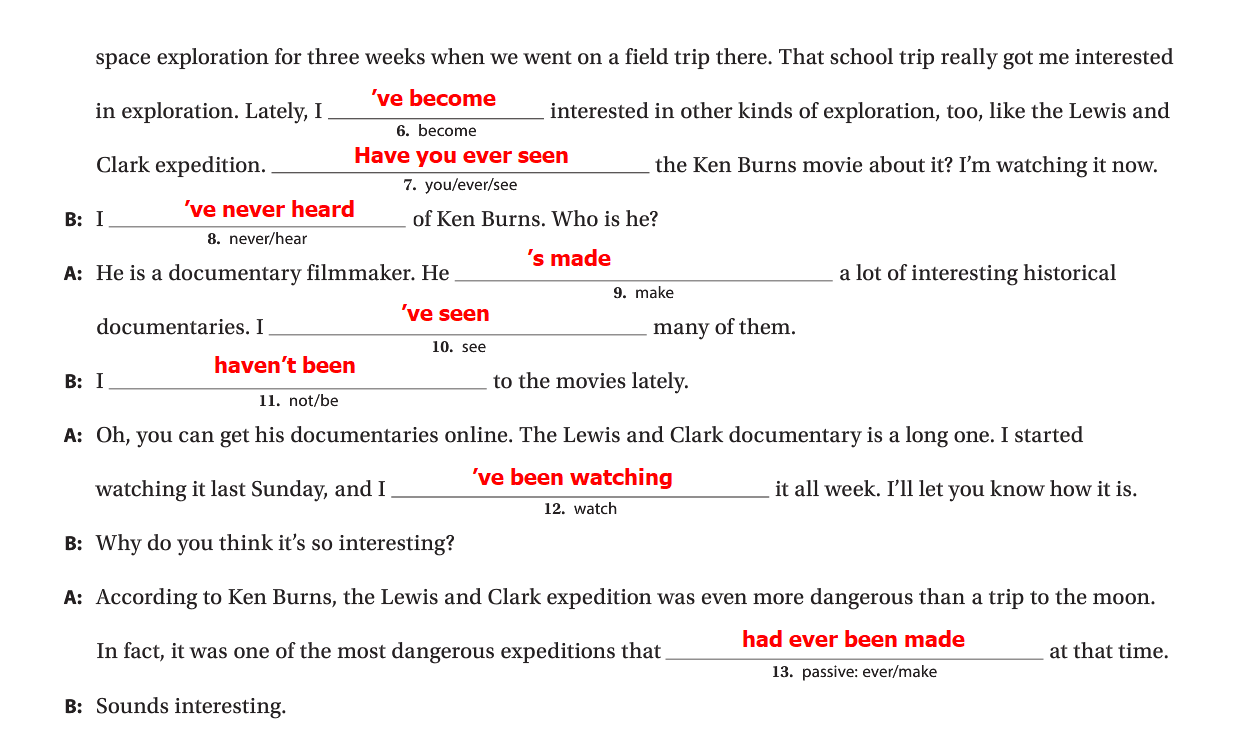 space exploration for three weeks when we went on a field trip there. That school trip really got me interested
in exploration. Lately, I ’ve become interested in other kinds of exploration, too, like the Lewis and
6. become
Clark expedition. Have you ever seen the Ken Burns movie about it? I’m watching it now.
7. you/ever/see
B: I ’ve never heard of Ken Burns. Who is he?
8. never/hear
A: He is a documentary filmmaker. He ’s made a lot of interesting historical
9. make
documentaries. I ’ve seen many of them.
10. see
B: I haven’t been to the movies lately.
11. not/be
A: Oh, you can get his documentaries online. The Lewis and Clark documentary is a long one. I started
watching it last Sunday, and I ’ve been watching it all week. I’ll let you know how it is.
12. watch
B: Why do you think it’s so interesting?
A: According to Ken Burns, the Lewis and Clark expedition was even more dangerous than a trip to the moon.
In fact, it was one of the most dangerous expeditions that had ever been made at that time.
13. passive: ever/make
B: Sounds interesting.